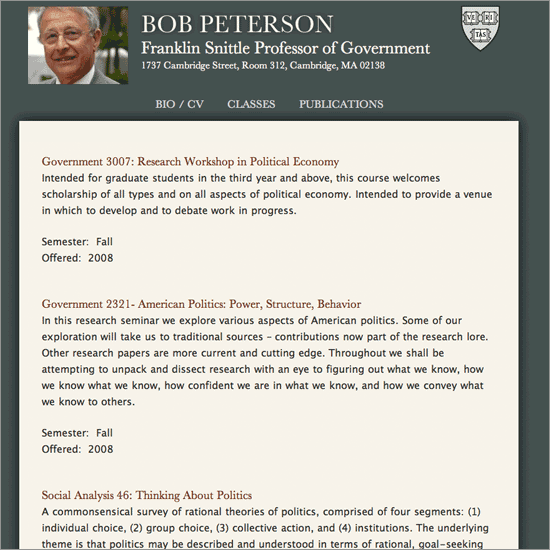 BOB PETERSON
Franklin Snittle Professor of Government
1737 Cambridge Street, Room 312, Cambridge, MA 02138
VE RI
TAS
BIO / CV CLASSES PUBLICATIONS
Government 3007: Research Workshop in Political Economy
Intended for graduate students in the third year and above, this course welcomes
scholarship of all types and on all aspects of political economy. Intended to provide a venue
in which to develop and to debate work in progress.
Semester: Fall
Offered: 2008
Government 2321- American Politics: Power, Structure, Behavior
In this research seminar we explore various aspects of American politics. Some of our
exploration will take us to traditional sources - contributions now part of the research lore.
Other research papers are more current and cutting edge. Throughout we shall be
attempting to unpack and dissect research with an eye to figuring out what we know, how
we know what we know, how confident we are in what we know, and how we convey what
we know to others.
Semester: Fall
Offered: 2008
Social Analysis 46: Thinking About Politics
A commonsensical survey of rational theories of politics, comprised of four segments: (1)
individual choice, (2) group choice, (3) collective action, and (4) institutions. The underlying
theme is that politics may be described and understood in terms of rational, goal-seeking